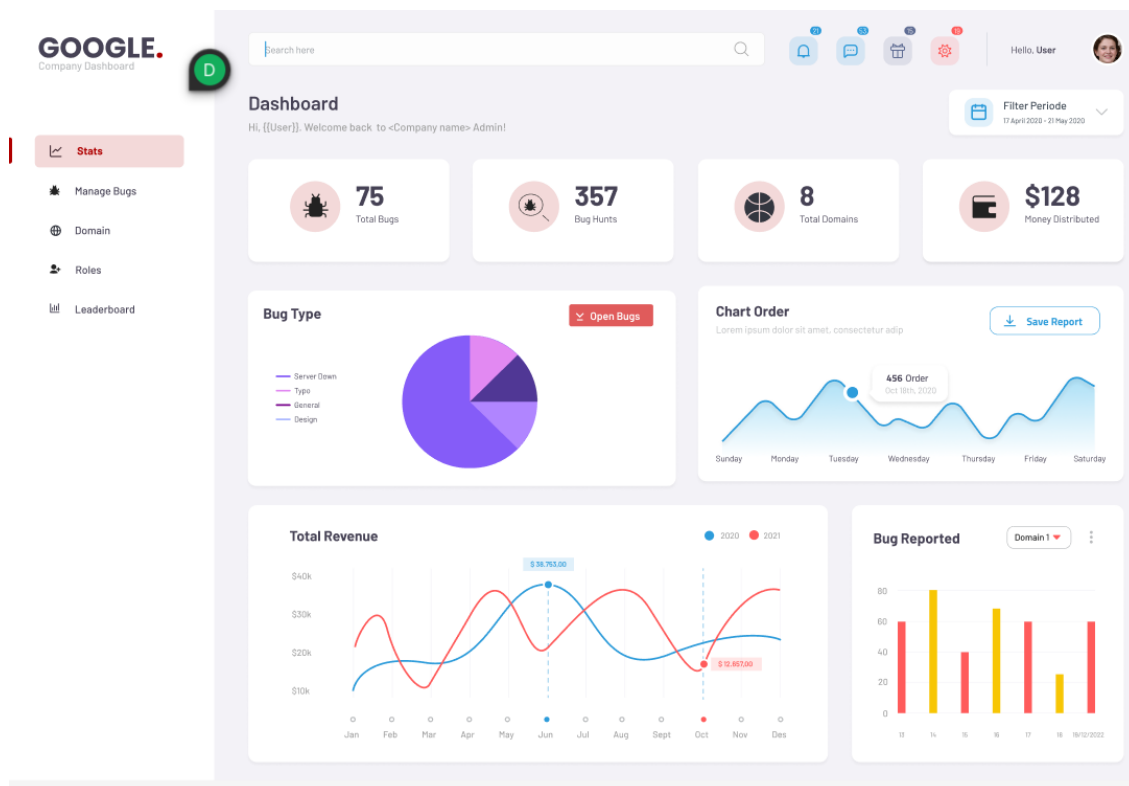 GOOGLE.
Company Dashboard
D
Stats
Manage Bugs
Domain
Roles
Leaderboard
Search here
21
53
15
19
Hello, User
Dashboard
Hi, {{User}}. Welcome back to <Company name> Admin!
Filter Periode
17 April 2020 - 21 May 2020
75
Total Bugs
357
Bug Hunts
8
Total Domains
$128
Money Distributed
Bug Type
Open Bugs
Server Down
Typo
General
Design
Chart Order
Lorem ipsum dolor sit amet, consectetur adip
Save Report
456 Order
Oct 18th, 2020
Sunday Monday Tuesday Wednesday Thursday Friday Saturday
Total Revenue
2020 2021
$ 38.753,00
$40k
$30k
$20k
$10k
$ 12.657,00
Jan Feb Mar Apr May Jun Jul Aug Sept Oct Nov Des
Bug Reported
Domain 1
80
60
40
20
0
13 14 15 16 17 18 19/12/2022